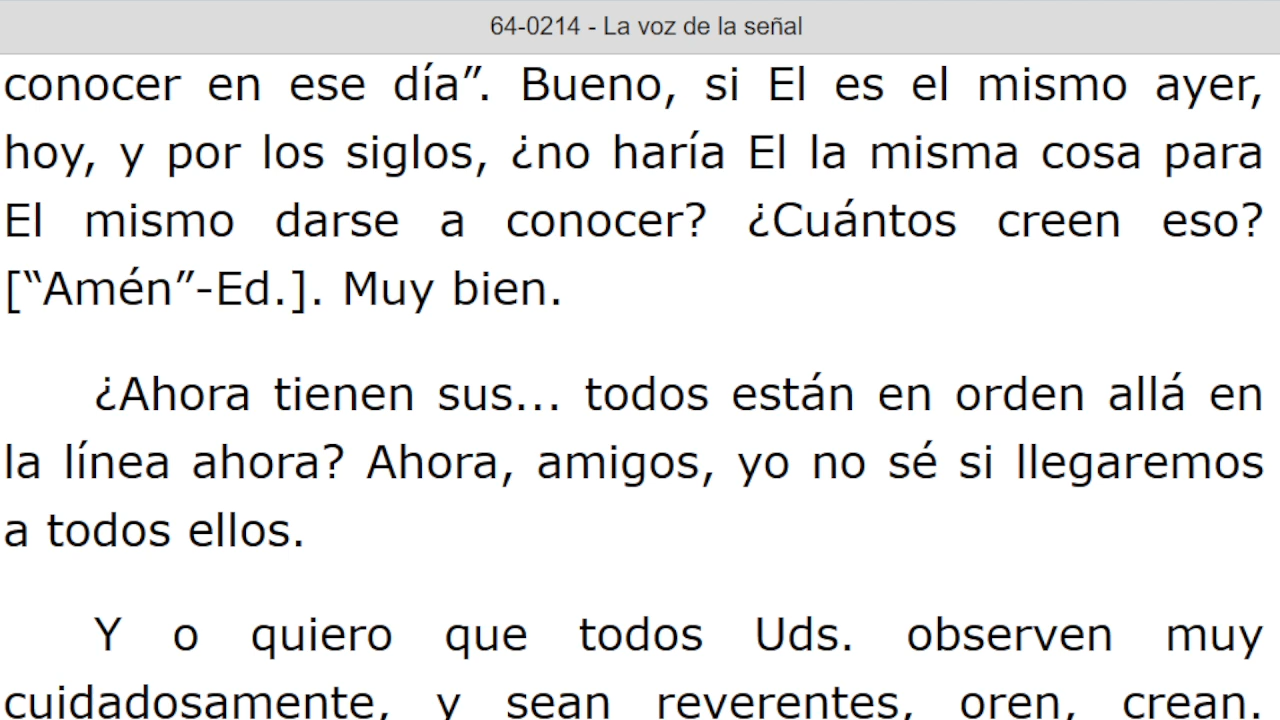 64-0214 - La voz de la señal
conocer en ese día”. Bueno, si El es el mismo ayer,
hoy, y por los siglos, ¿no haría El la misma cosa para
El mismo darse a conocer? ¿Cuántos creen eso?
[“Amén”-Ed.]. Muy bien.
¿Ahora tienen sus... todos están en orden allá en
la línea ahora? Ahora, amigos, yo no sé si llegaremos
a todos ellos.
Y o quiero que todos Uds. observen muy
cuidadosamente, y sean reverentes, oren, crean.